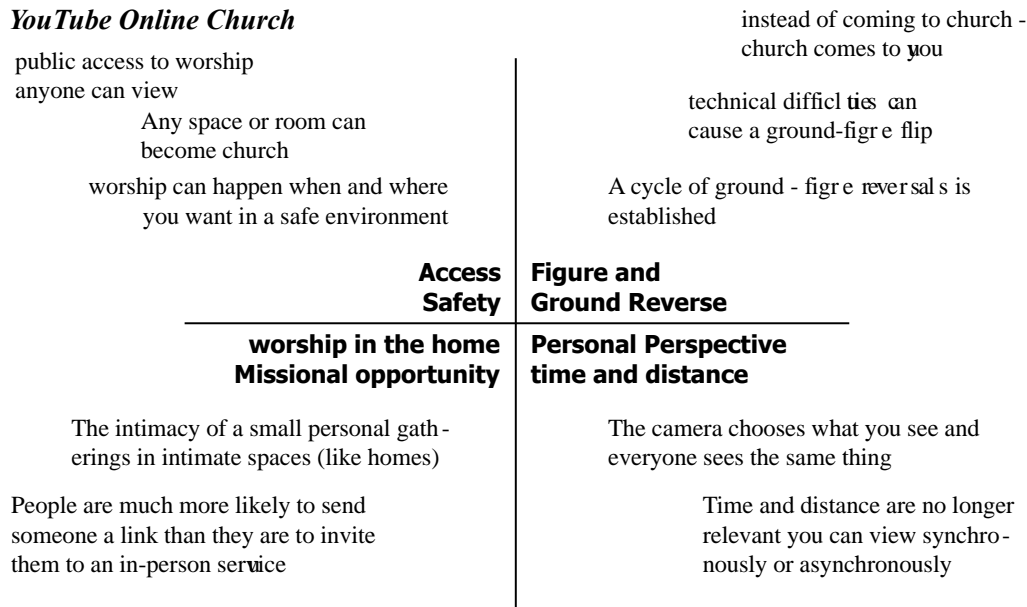 YouTube Online Church
public access to worship
anyone can view
Any space or room can
become church
worship can happen when and where
you want in a safe environment
instead of coming to church -
church comes to you
technical difficlties can
cause a ground-figre flip
A cycle of ground - figre reversals is
established
Access
Safety
Figure and
Ground Reverse
worship in the home
Missional opportunity
Personal Perspective
time and distance
The intimacy of a small personal gath-
erings in intimate spaces (like homes)
People are much more likely to send
someone a link than they are to invite
them to an in-person service
The camera chooses what you see and
everyone sees the same thing
Time and distance are no longer
relevant you can view synchro-
nously or asynchronously